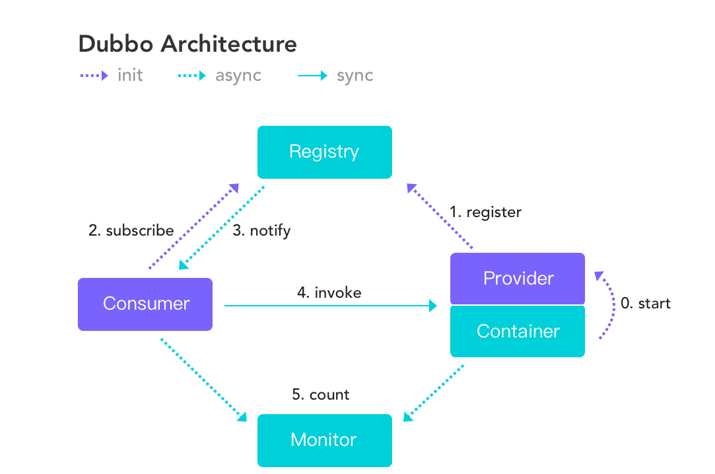 Dubbo Architecture
init async sync
Registry
1. register
2. subscribe 3. notify
Provider
Consumer 4. invoke 0. start
Container
5. count
Monitor